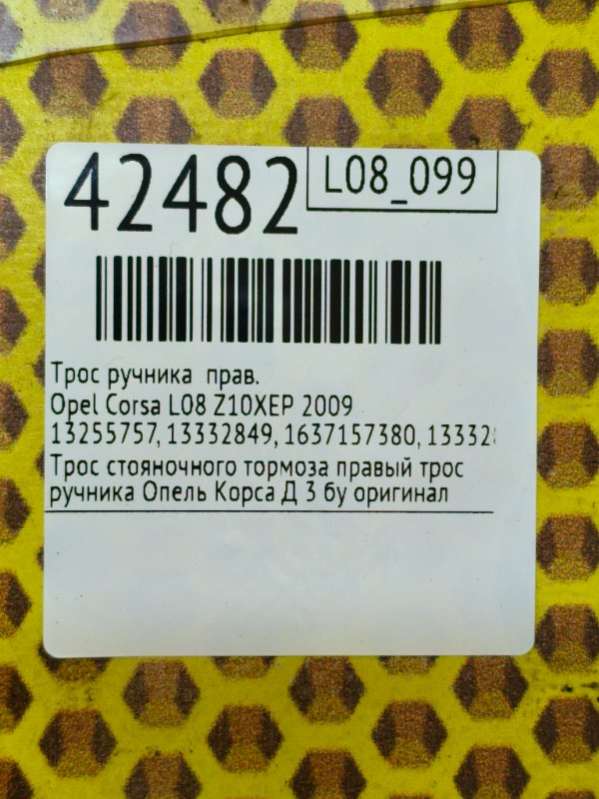 42482
L08_099
Трос ручника прав.
Opel Corsa L08 Z10XEP 2009
13255757, 13332849, 1637157380,
Трос стояночного тормоза правый трос
ручника Опель Корса Д 3 бу оригинал